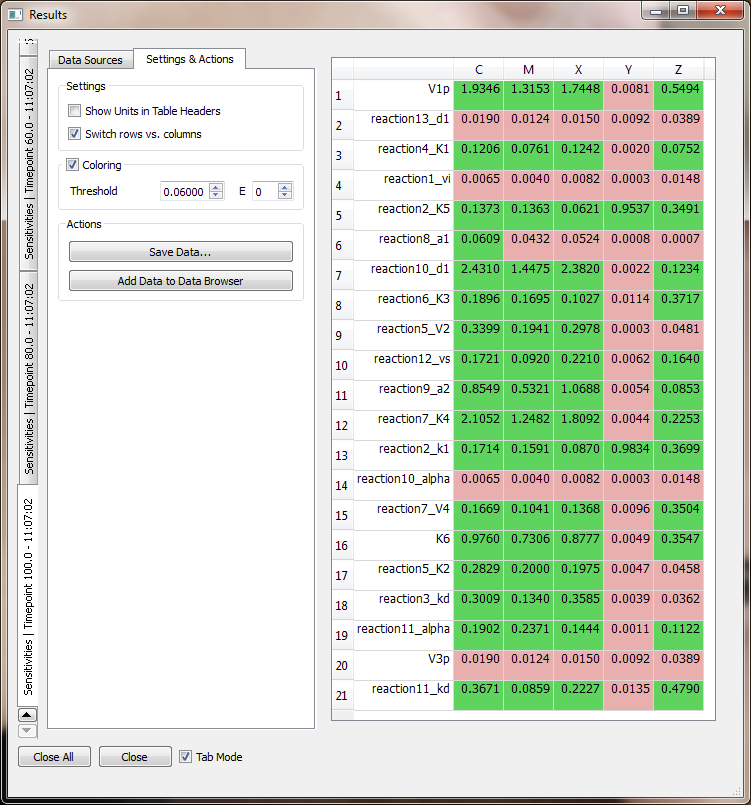 Results
Sensitivities | Timepoint 60.0 - 11:07:02
Sensitivities | Timepoint 80.0 - 11:07:02
Sensitivities | Timepoint 100.0 - 11:07:02
Data Sources
Settings & Actions
Settings
Show Units in Table Headers
Switch rows vs. columns
Coloring
Threshold 0.06000 E 0
Actions
Save Data...
Add Data to Data Browser
C M X Y Z
1 V1p 1.9346 1.3153 1.7448 0.0081 0.5494
2 reaction13_d1 0.0190 0.0124 0.0150 0.0092 0.0389
3 reaction4_K1 0.1206 0.0761 0.1242 0.0020 0.0752
4 reaction1_vi 0.0065 0.0040 0.0082 0.0003 0.0148
5 reaction2_K5 0.1373 0.1363 0.0621 0.9537 0.3491
6 reaction8_a1 0.0609 0.0432 0.0524 0.0008 0.0007
7 reaction10_d1 2.4310 1.4475 2.3820 0.0022 0.1234
8 reaction6_K3 0.1896 0.1695 0.1027 0.0114 0.3717
9 reaction5_V2 0.3399 0.1941 0.2978 0.0003 0.0481
10 reaction12_vs 0.1721 0.0920 0.2210 0.0062 0.1640
11 reaction9_a2 0.8549 0.5321 1.0688 0.0054 0.0853
12 reaction7_K4 2.1052 1.2482 1.8092 0.0044 0.2253
13 reaction2_k1 0.1714 0.1591 0.0870 0.9834 0.3699
14 reaction10_alpha 0.0065 0.0040 0.0082 0.0003 0.0148
15 reaction7_V4 0.1669 0.1041 0.1368 0.0096 0.3504
16 K6 0.9760 0.7306 0.8777 0.0049 0.3547
17 reaction5_K2 0.2829 0.2000 0.1975 0.0047 0.0458
18 reaction3_kd 0.3009 0.1340 0.3585 0.0039 0.0362
19 reaction11_alpha 0.1902 0.2371 0.1444 0.0011 0.1122
20 V3p 0.0190 0.0124 0.0150 0.0092 0.0389
21 reaction11_kd 0.3671 0.0859 0.2227 0.0135 0.4790
Close All
Close
Tab Mode